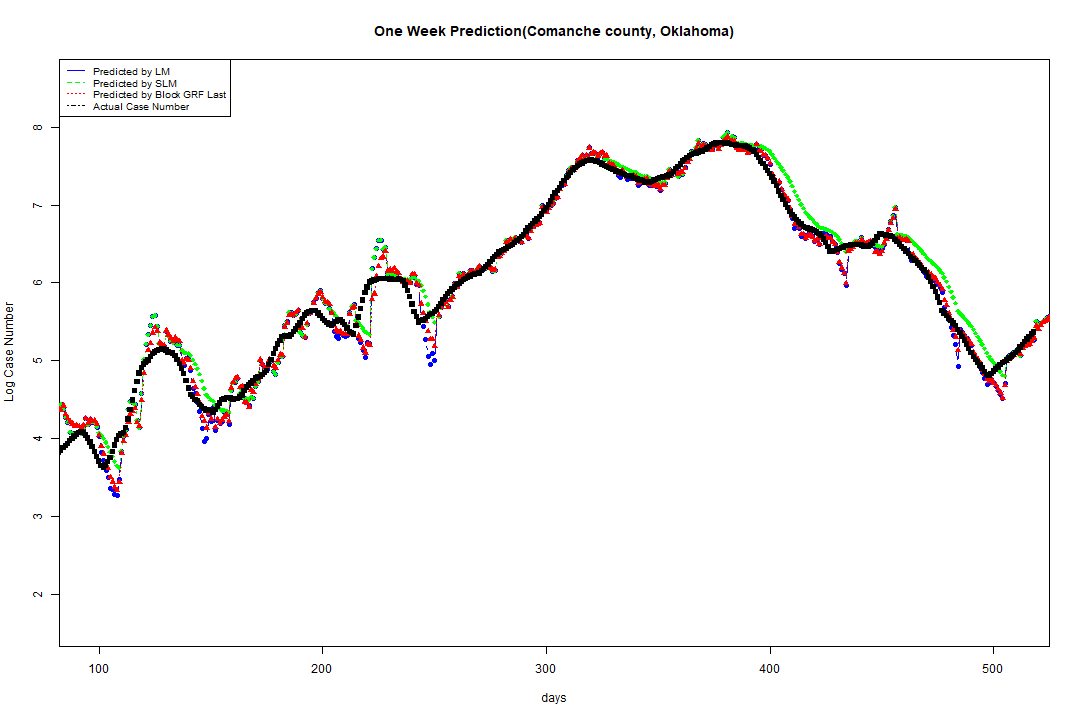 One Week Prediction(Comanche county, Oklahoma)
Predicted by LM
Predicted by SLM
Predicted by Block GRF Last
Actual Case Number
8
7
6
5
4
3
2
Log Case Number
100 200 300 400 500
days